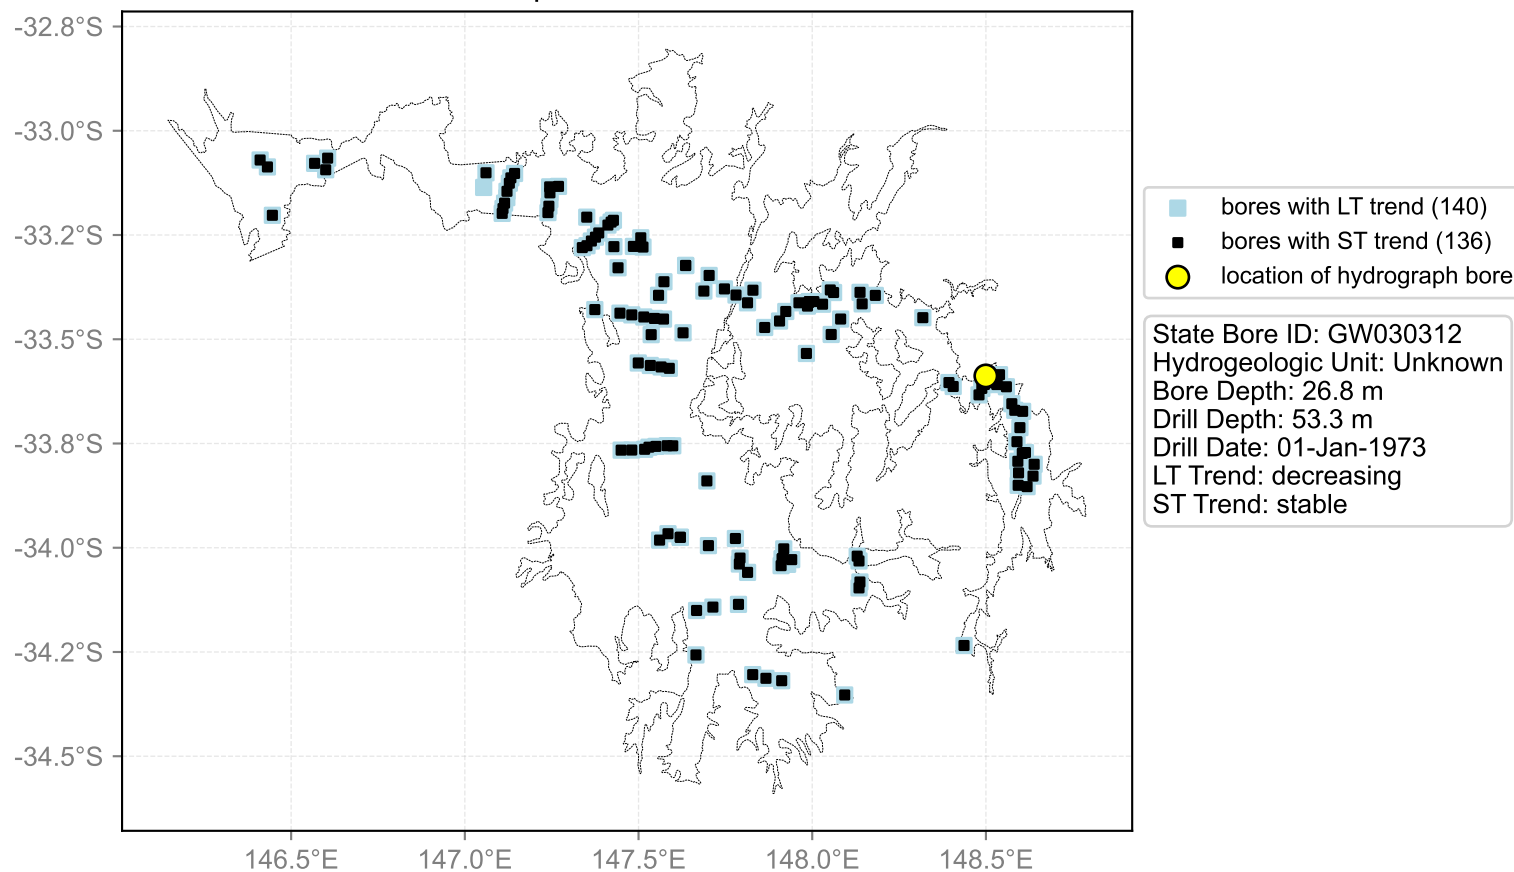 -32.8°S
-33.0°S
-33.2°S
-33.5°S
-33.8°S
-34.0°S
-34.2°S
-34.5°S
146.5°E
147.0°E
147.5°E
148.0°E
148.5°E
bores with LT trend (140)
bores with ST trend (136)
location of hydrograph bore
State Bore ID: GW030312
Hydrogeologic Unit: Unknown
Bore Depth: 26.8 m
Drill Depth: 53.3 m
Drill Date: 01-Jan-1973
LT Trend: decreasing
ST Trend: stable